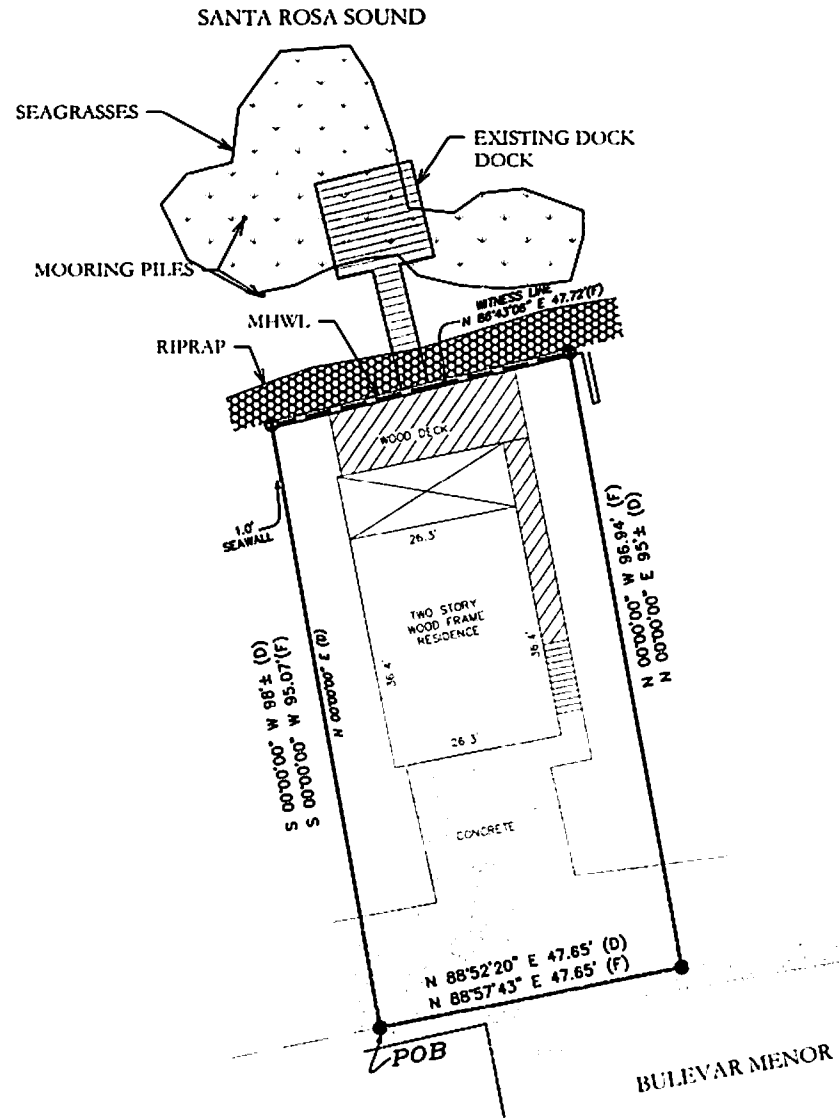 SANTA ROSA SOUND
SEAGRASSES
EXISTING DOCK
DOCK
MOORING PILES
MHWL
RIPRAP
WITNESS LINE
N 86°43'06" E 47.72'(F)
WOOD DECK
1.0'
SEAWALL
26.3'
TWO STORY
WOOD FRAME
RESIDENCE
36.4'
36.4'
26.3'
S 00°00'00" W 98'± (D)
S 00°00'00" W 95.07'(F)
N 00°00'00" E (D)
N 00°00'00" W 96.94' (F)
N 00°00'00" E 95'± (D)
CONCRETE
N 88°52'20" E 47.65' (D)
N 88°57'43" E 47.65' (F)
POB
BULEVAR MENOR